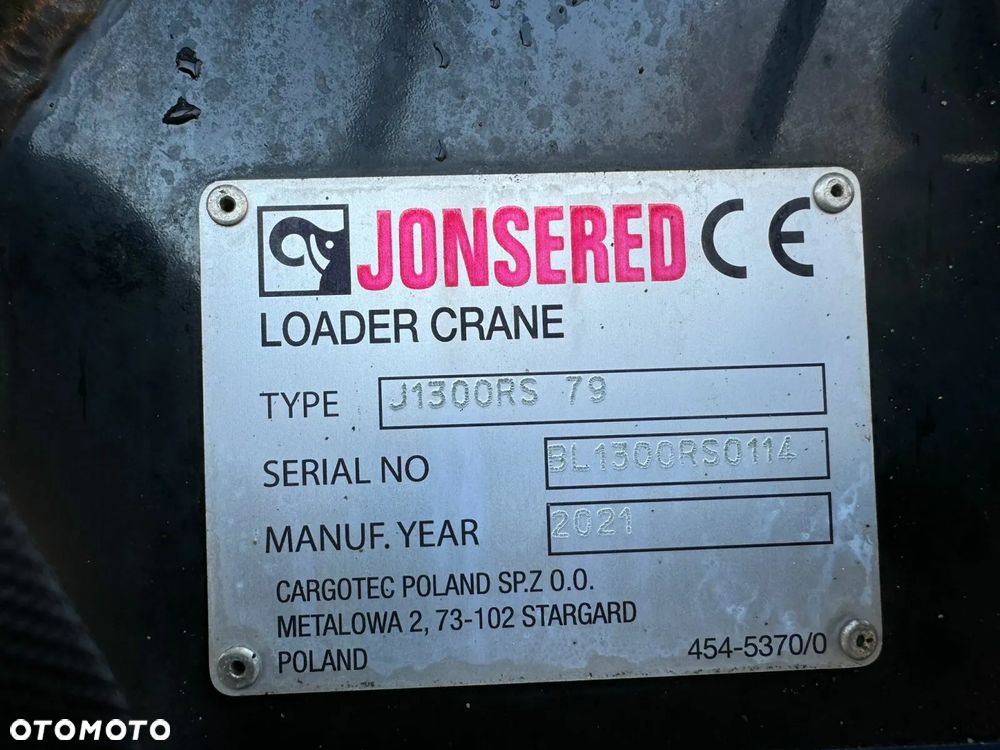 JONSERED CE
LOADER CRANE
TYPE J1300RS 79
SERIAL NO BL1300RS0114
MANUF. YEAR 2021
CARGOTEC POLAND SP.Z O.O.
METALOWA 2, 73-102 STARGARD
POLAND 454-5370/0
OTOMOTO